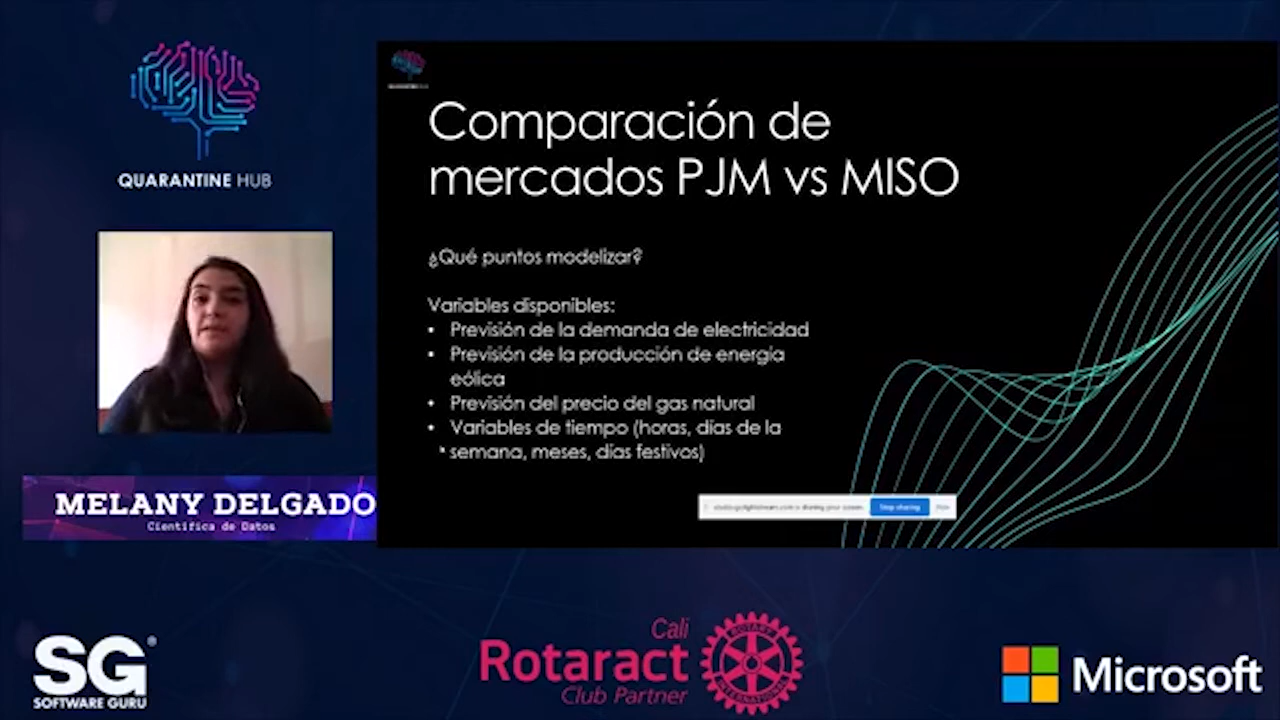 QUARANTINE HUB
Comparación de
mercados PJM vs MISO
¿Qué puntos modelizar?
Variables disponibles:
• Previsión de la demanda de electricidad
• Previsión de la producción de energía
eólica
• Previsión del precio del gas natural
• Variables de tiempo (horas, días de la
semana, meses, días festivos)
Stop sharing
Hide
MELANY DELGADO
Científica de Datos
SG®
SOFTWARE GURU
Cali
Rotaract
Club Partner
ROTARY
INTERNATIONAL
Microsoft